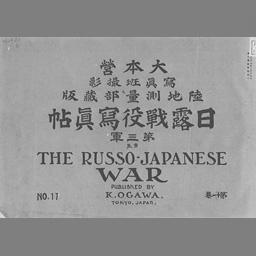 大本營
寫眞班撮影
陸地測量部藏版
日露戰役寫眞帖
第三軍
THE RUSSO-JAPANESE
WAR
PUBLISHED BY
K. OGAWA.
TOKYO, JAPAN.
NO. 11
第十一卷